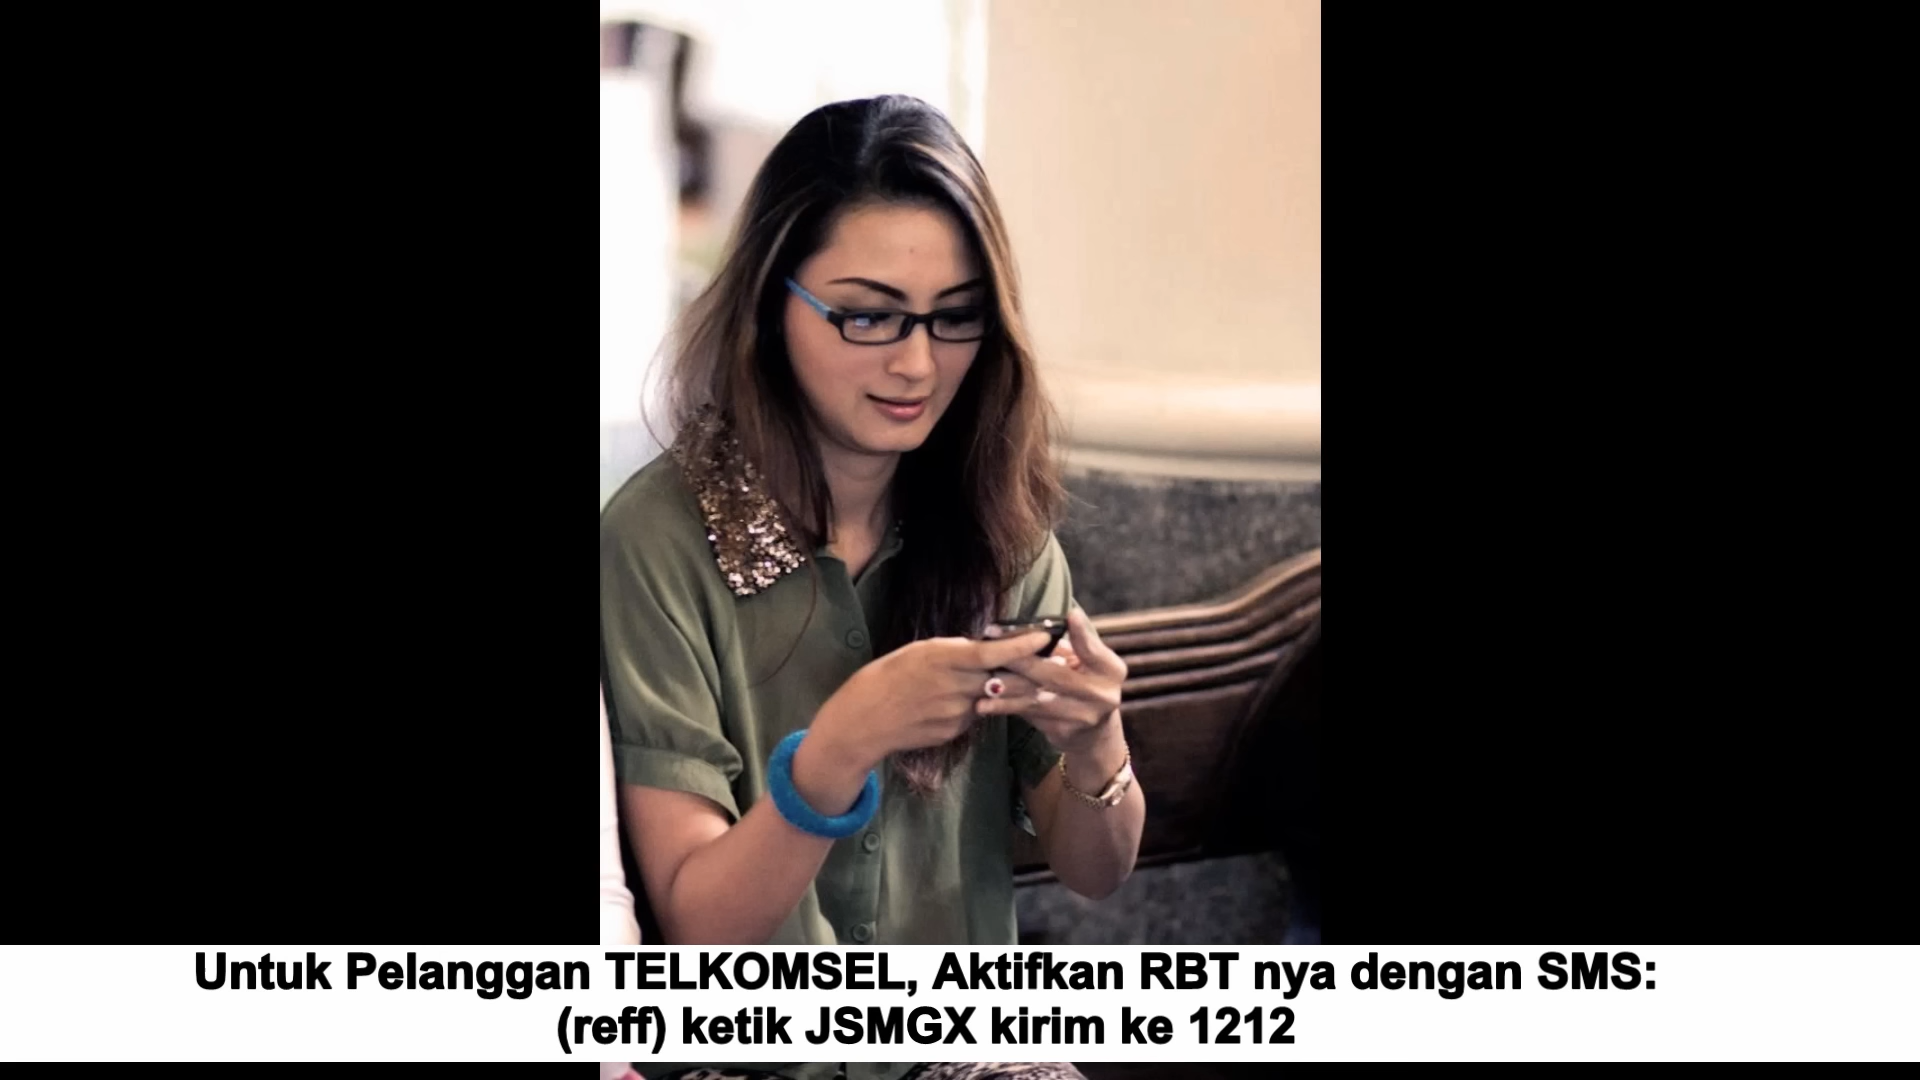 Untuk Pelanggan TELKOMSEL, Aktifkan RBT nya dengan SMS:
(reff) ketik JSMGX kirim ke 1212